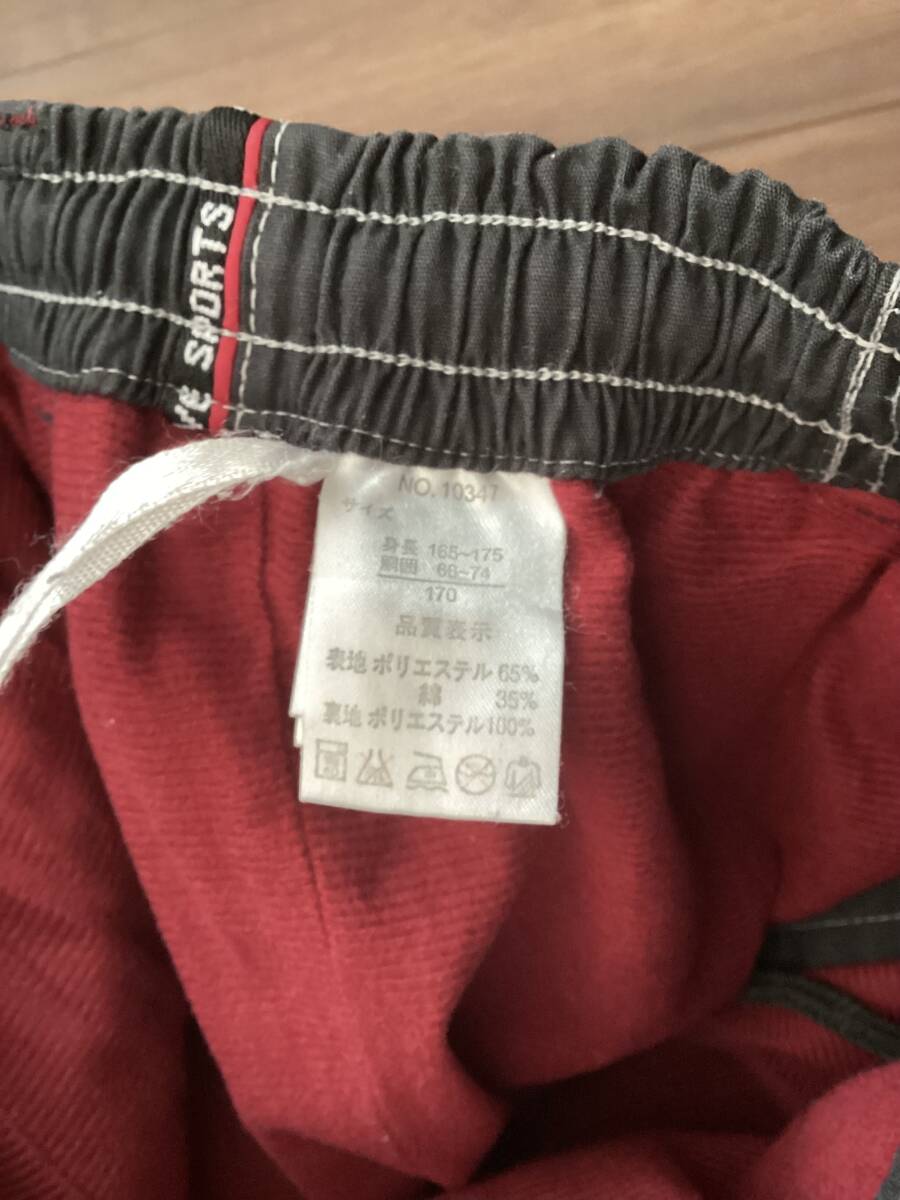 SPORTS
NO. 10347
サイズ
身長 165~175
胴囲 66~74
170
品質表示
表地 ポリエステル 65%
綿 35%
裏地 ポリエステル100%